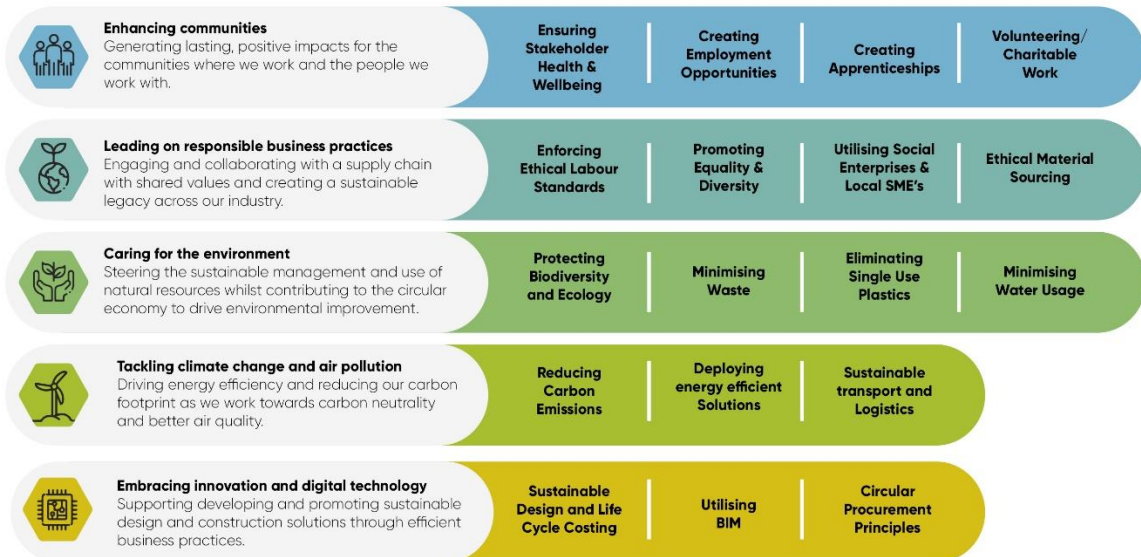 Enhancing communities
Generating lasting, positive impacts for the
communities where we work and the people we
work with.
Ensuring
Stakeholder
Health &
Wellbeing
Creating
Employment
Opportunities
Creating
Apprenticeships
Volunteering/
Charitable
Work
Leading on responsible business practices
Engaging and collaborating with a supply chain
with shared values and creating a sustainable
legacy across our industry.
Enforcing
Ethical Labour
Standards
Promoting
Equality &
Diversity
Utilising Social
Enterprises &
Local SME's
Ethical Material
Sourcing
Caring for the environment
Steering the sustainable management and use of
natural resources whilst contributing to the circular
economy to drive environmental improvement.
Protecting
Biodiversity
and Ecology
Minimising
Waste
Eliminating
Single Use
Plastics
Minimising
Water Usage
Tackling climate change and air pollution
Driving energy efficiency and reducing our carbon
footprint as we work towards carbon neutrality
and better air quality.
Reducing
Carbon
Emissions
Deploying
energy efficient
Solutions
Sustainable
transport and
Logistics
Embracing innovation and digital technology
Supporting developing and promoting sustainable
design and construction solutions through efficient
business practices.
Sustainable
Design and Life
Cycle Costing
Utilising
BIM
Circular
Procurement
Principles